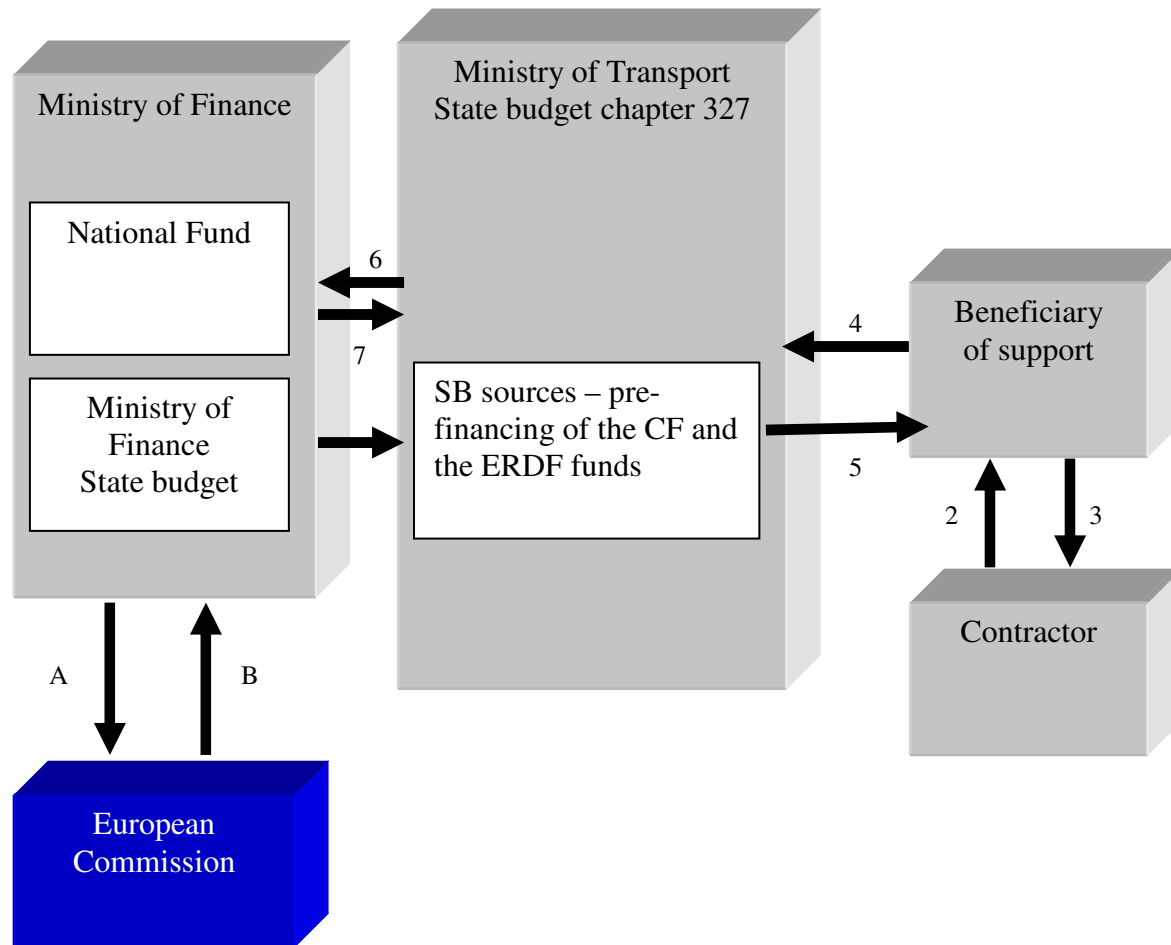 Ministry of Finance
National Fund
Ministry of
Finance
State budget
Ministry of Transport
State budget chapter 327
SB sources – pre-
financing of the CF and
the ERDF funds
6
7
4
5
Beneficiary
of support
2
3
Contractor
A
B
European
Commission